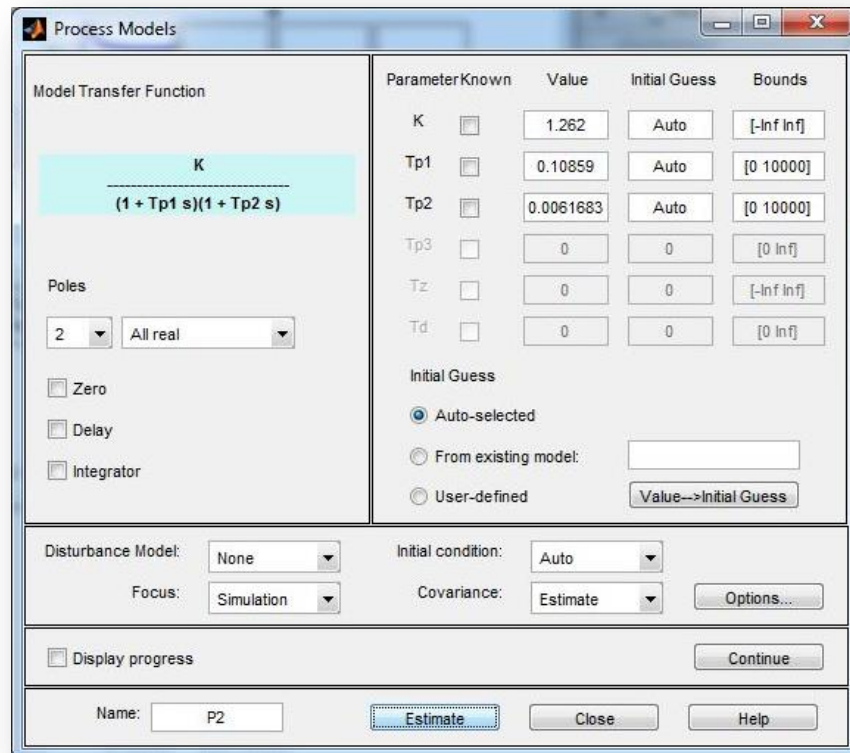 Process Models
Model Transfer Function
K
-------------------------------
(1 + Tp1 s)(1 + Tp2 s)
Poles
2 All real
Zero
Delay
Integrator
Parameter Known Value Initial Guess Bounds
K 1.262 Auto [-Inf Inf]
Tp1 0.10859 Auto [0 10000]
Tp2 0.0061683 Auto [0 10000]
Tp3 0 0 [0 Inf]
Tz 0 0 [-Inf Inf]
Td 0 0 [0 Inf]
Initial Guess
Auto-selected
From existing model:
User-defined Value-->Initial Guess
Disturbance Model: None Initial condition: Auto
Focus: Simulation Covariance: Estimate Options...
Display progress Continue
Name: P2 Estimate Close Help